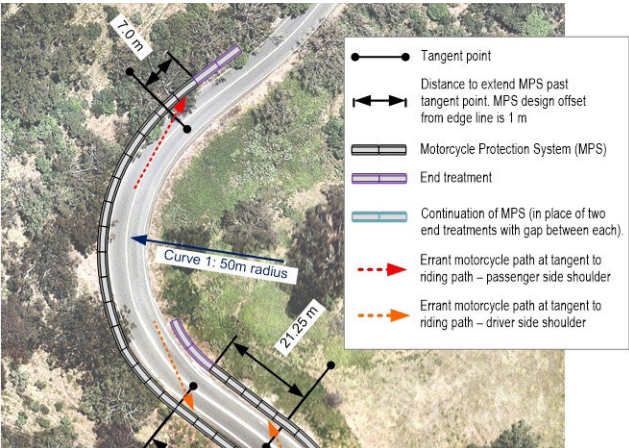 7.0 m
Tangent point
Distance to extend MPS past
tangent point. MPS design offset
from edge line is 1 m
Motorcycle Protection System (MPS)
End treatment
Continuation of MPS (in place of two
end treatments with gap between each).
Errant motorcycle path at tangent to
riding path – passenger side shoulder
Errant motorcycle path at tangent to
riding path – driver side shoulder
Curve 1: 50m radius
21.25 m